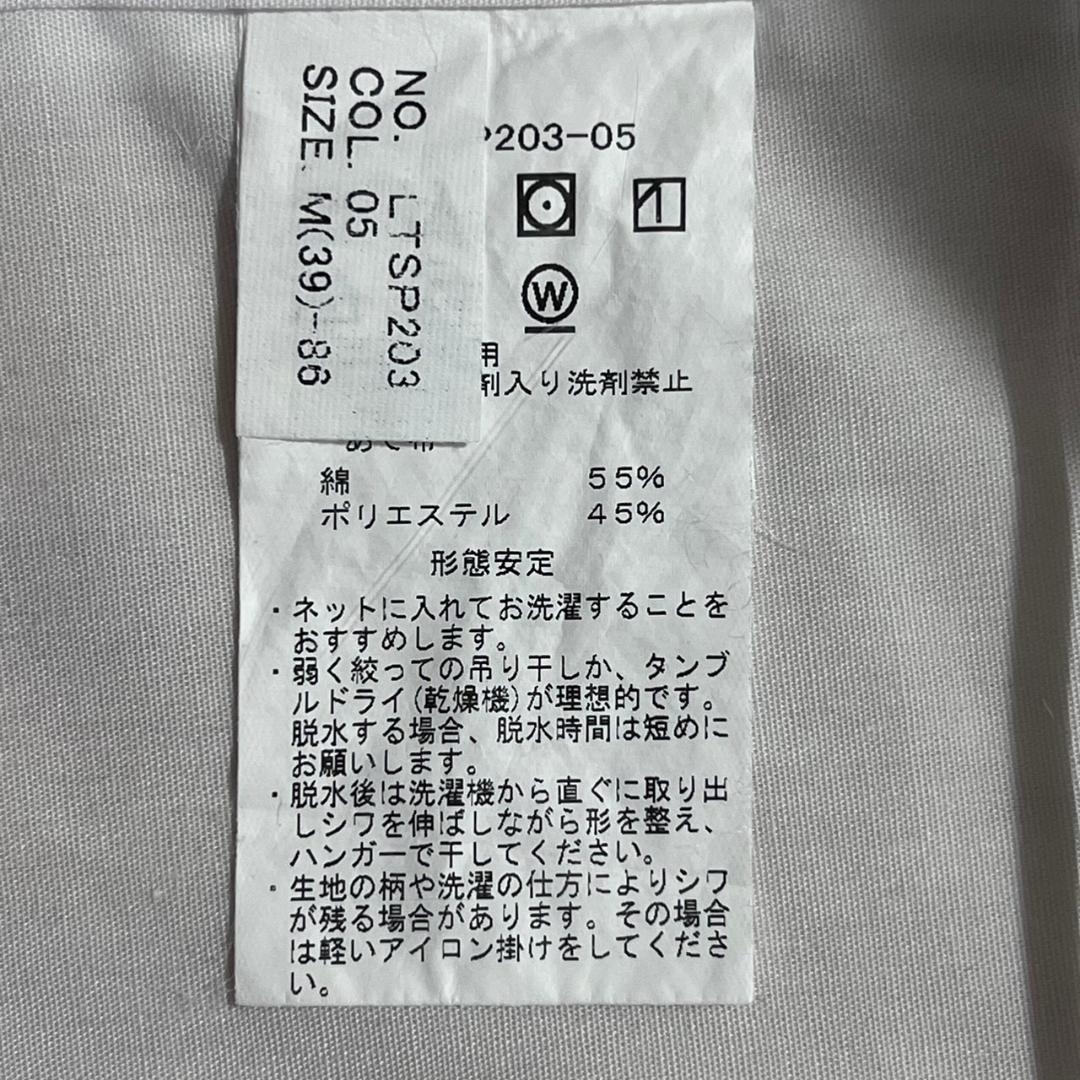 NO. LTSP203
COL. 05
SIZE. M(39)-86
P203-05
W
用
剤入り洗剤禁止
綿 55%
ポリエステル 45%
形態安定
・ネットに入れてお洗濯することを
おすすめします。
・弱く絞っての吊り干しか、タンブ
ルドライ(乾燥機)が理想的です。
脱水する場合、脱水時間は短めに
お願いします。
・脱水後は洗濯機から直ぐに取り出
しシワを伸ばしながら形を整え、
ハンガーで干してください。
・生地の柄や洗濯の仕方によりシワ
が残る場合があります。その場合
は軽いアイロン掛けをしてくださ
い。